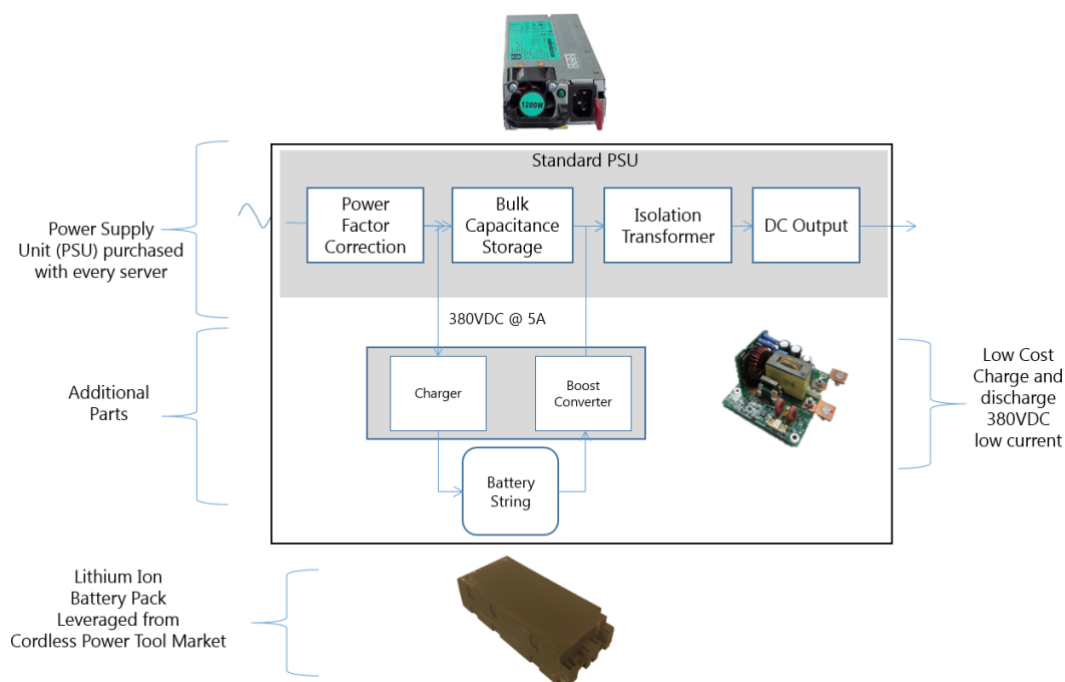 1200W
Standard PSU
Power
Factor
Correction
Bulk
Capacitance
Storage
Isolation
Transformer
DC Output
Power Supply
Unit (PSU) purchased
with every server
380VDC @ 5A
Charger
Boost
Converter
Additional
Parts
Low Cost
Charge and
discharge
380VDC
low current
Battery
String
Lithium Ion
Battery Pack
Leveraged from
Cordless Power Tool Market